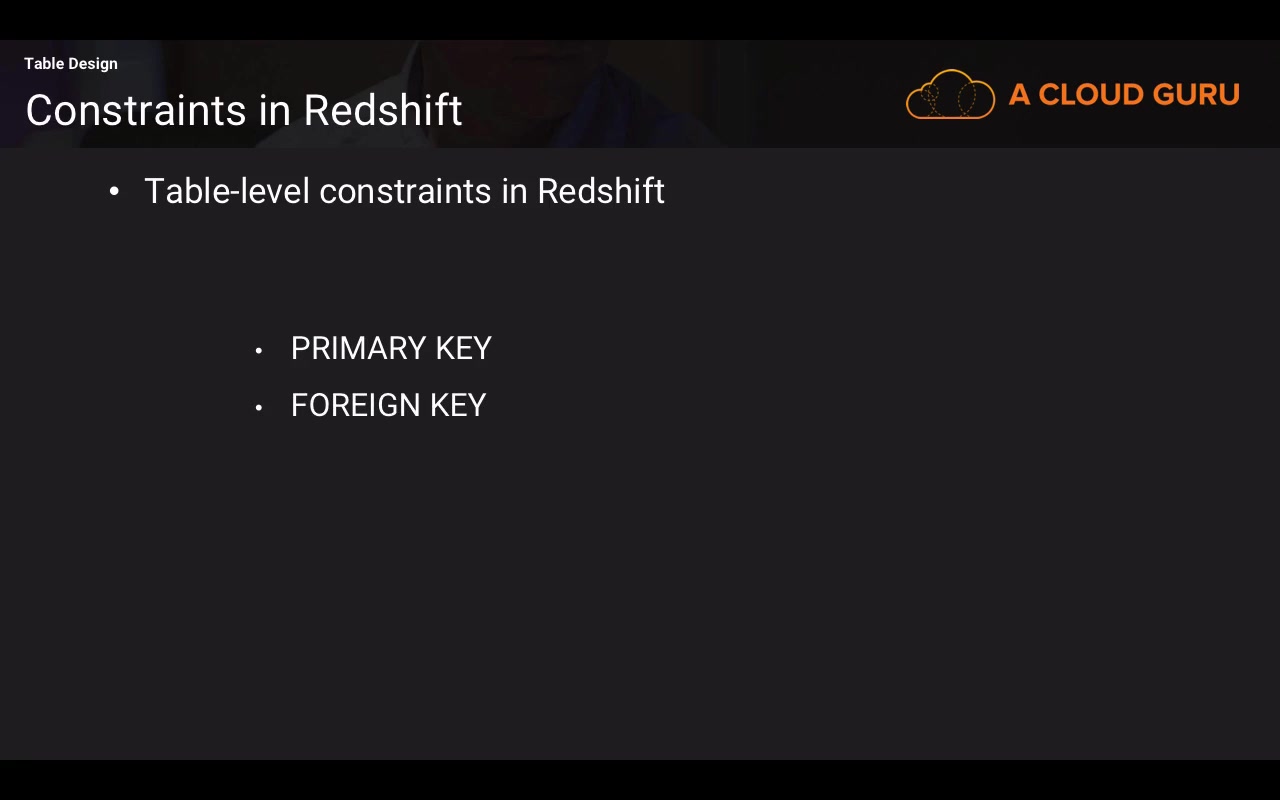 Table Design
Constraints in Redshift
A CLOUD GURU
• Table-level constraints in Redshift
• PRIMARY KEY
• FOREIGN KEY